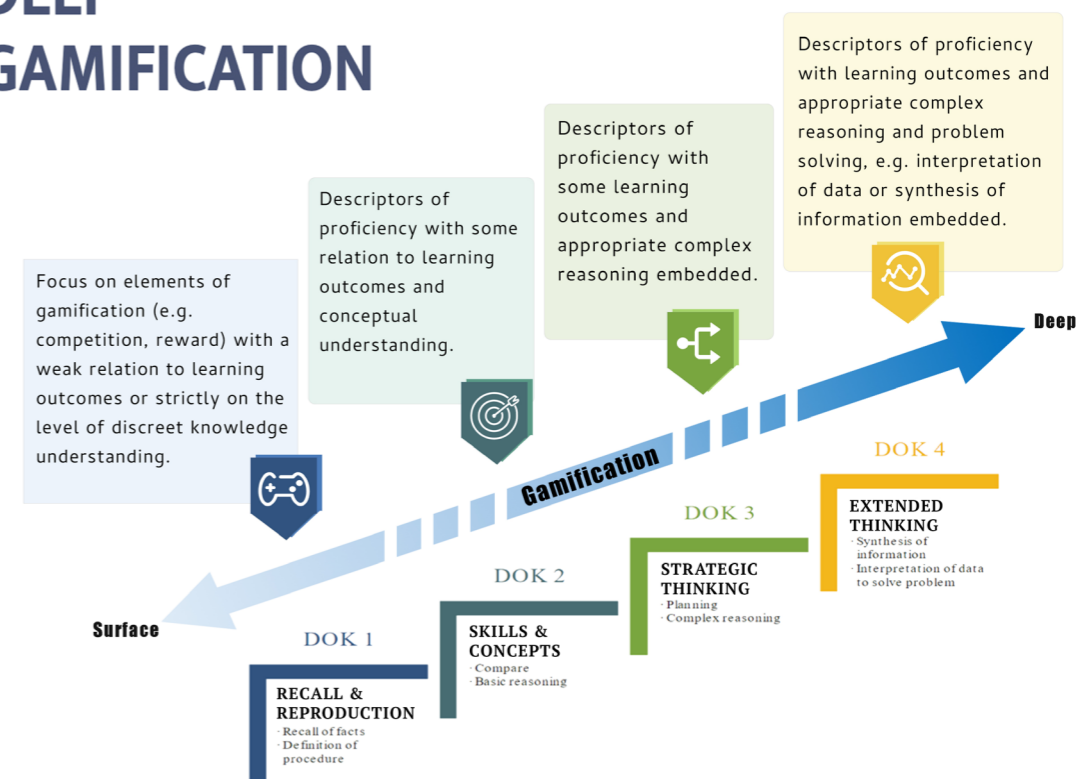 DEEP
GAMIFICATION
Descriptors of proficiency
with learning outcomes and
appropriate complex
reasoning and problem
solving, e.g. interpretation
of data or synthesis of
information embedded.
Descriptors of
proficiency with
some learning
outcomes and
appropriate complex
reasoning embedded.
Descriptors of
proficiency with some
relation to learning
outcomes and
conceptual
understanding.
Focus on elements of
gamification (e.g.
competition, reward) with a
weak relation to learning
outcomes or strictly on the
level of discreet knowledge
understanding.
Deep
Gamification
Surface
DOK 4
EXTENDED
THINKING
· Synthesis of
information
· Interpretation of data
to solve problem
DOK 3
STRATEGIC
THINKING
· Planning
· Complex reasoning
DOK 2
SKILLS &
CONCEPTS
· Compare
· Basic reasoning
DOK 1
RECALL &
REPRODUCTION
· Recall of facts
· Definition of
procedure